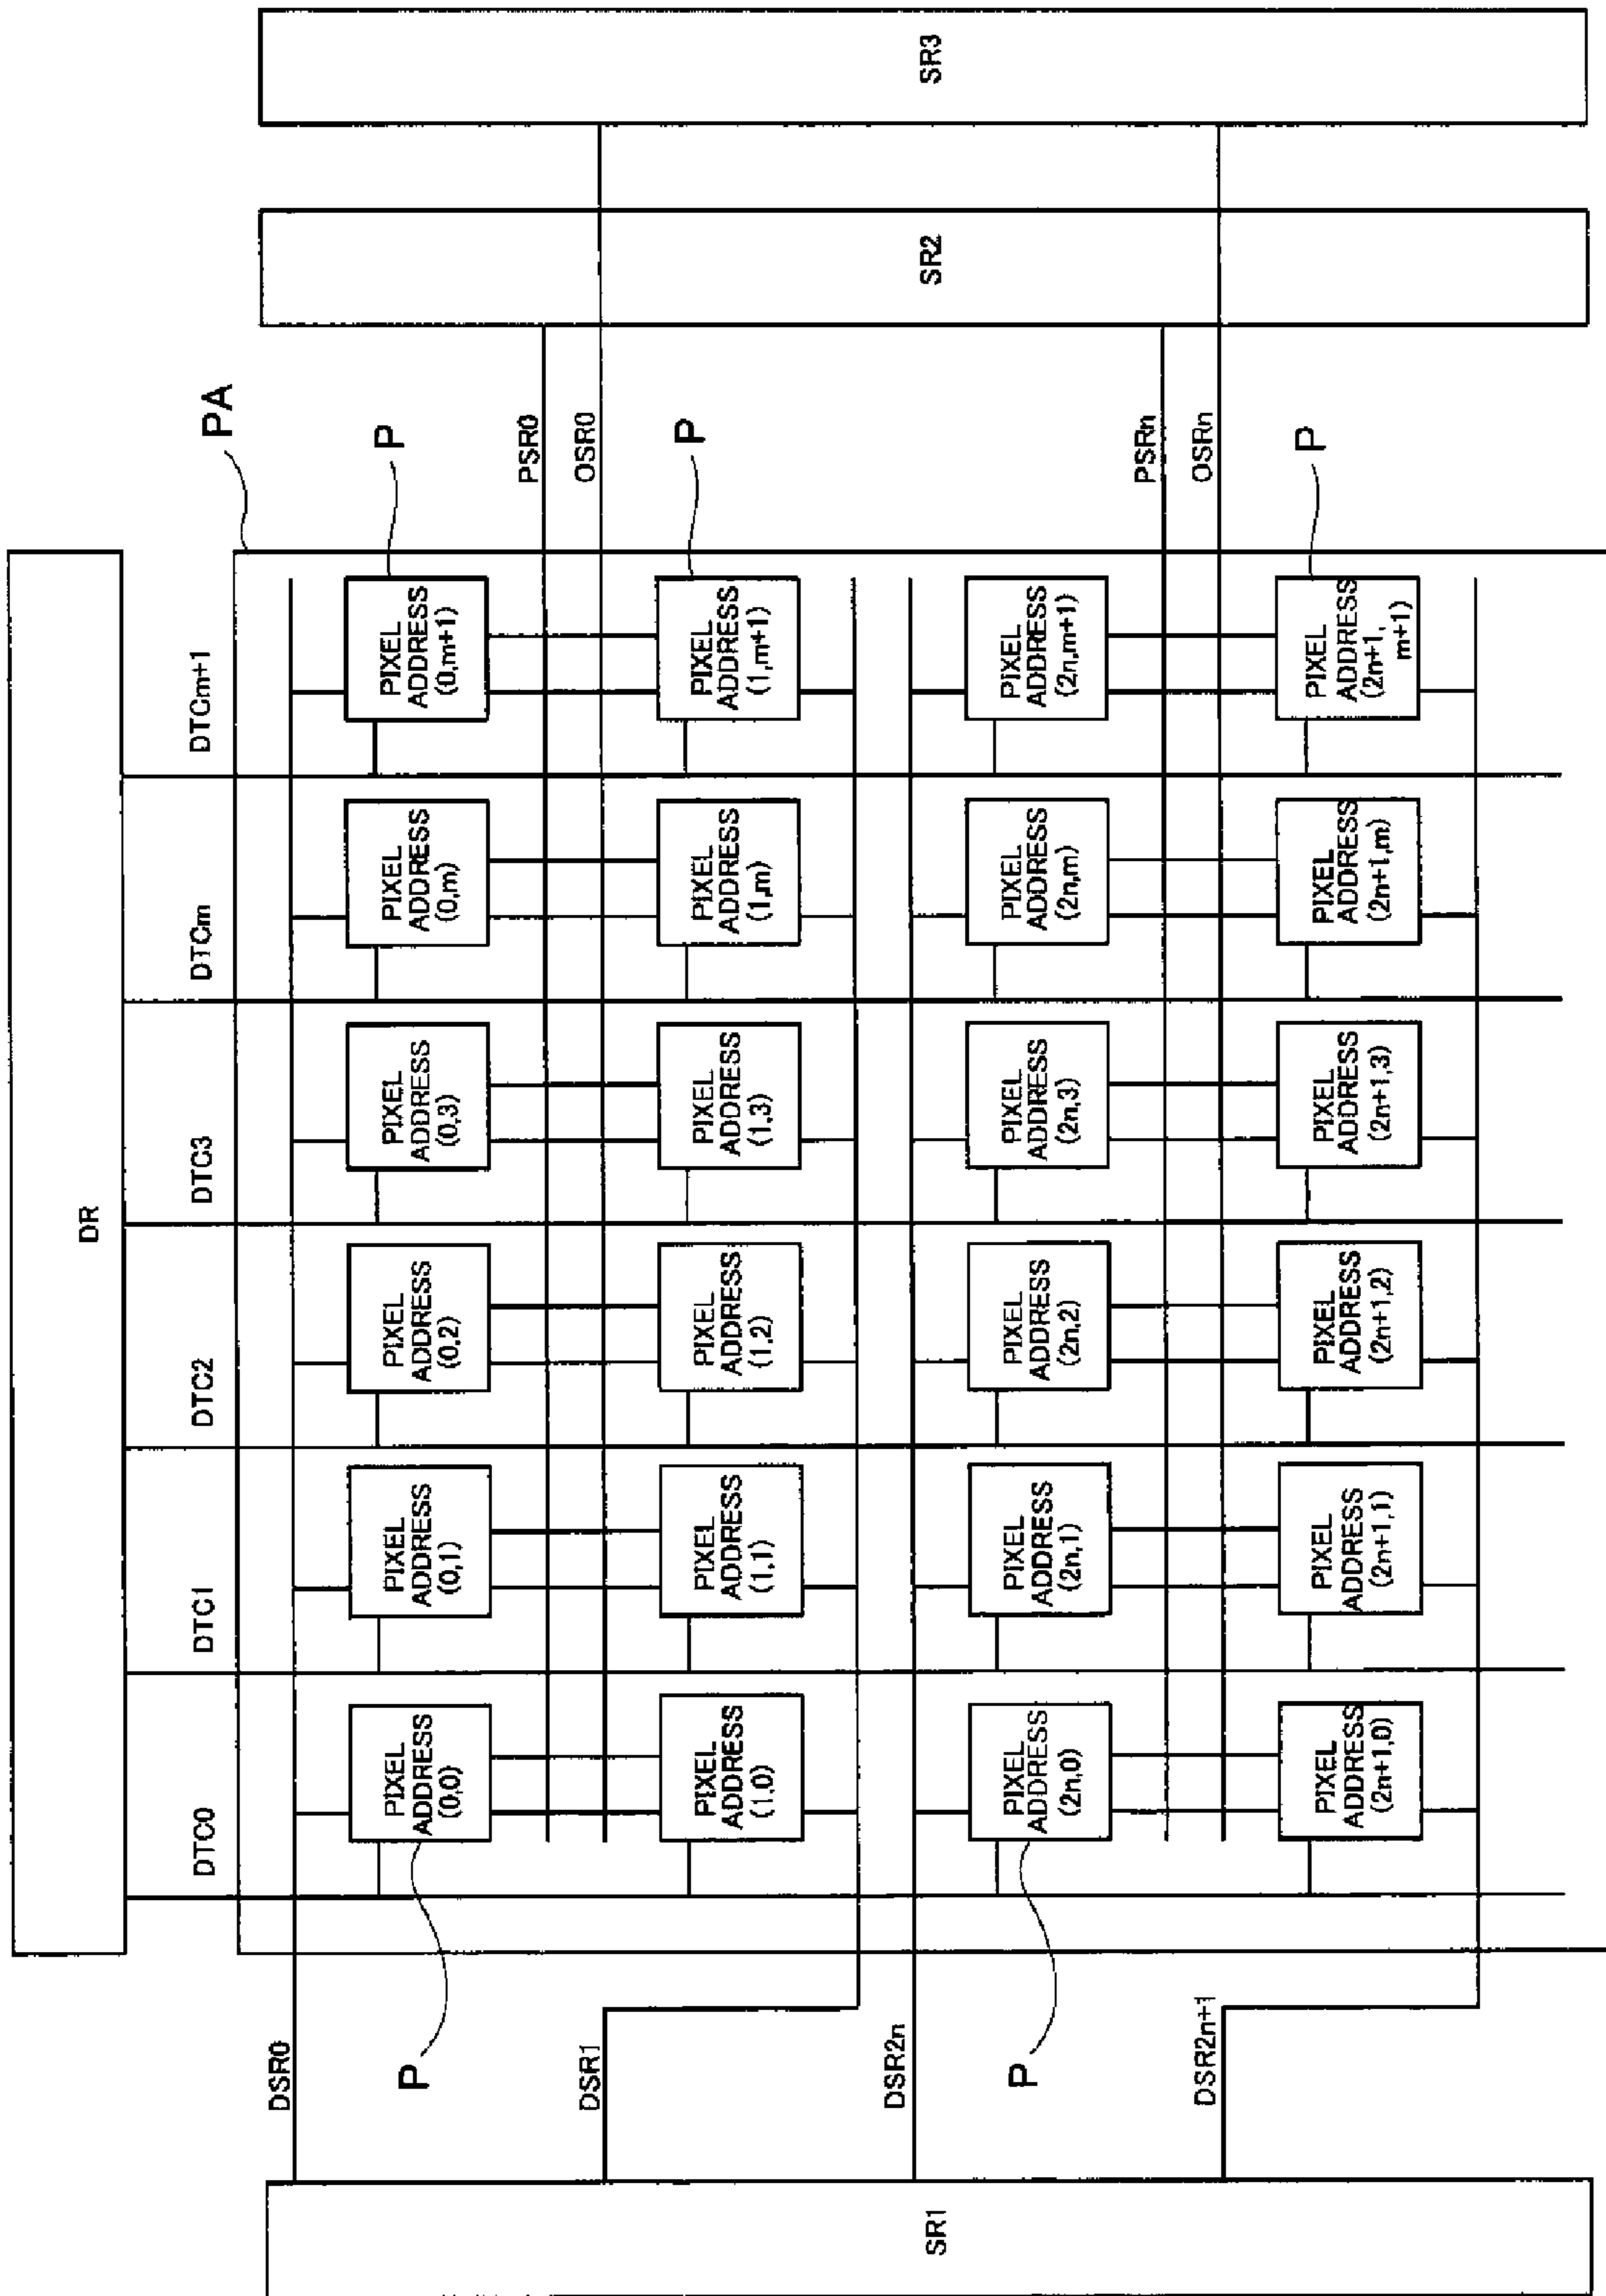 DR
DTC0
DTC1
DTC2
DTC3
DTCm
DTCm+1
PA
SR1
DSR0
P
PIXEL
ADDRESS
(0,0)
PIXEL
ADDRESS
(0,1)
PIXEL
ADDRESS
(0,2)
PIXEL
ADDRESS
(0,3)
PIXEL
ADDRESS
(0,m)
PIXEL
ADDRESS
(0,m+1)
P
PSR0
OSR0
DSR1
PIXEL
ADDRESS
(1,0)
PIXEL
ADDRESS
(1,1)
PIXEL
ADDRESS
(1,2)
PIXEL
ADDRESS
(1,3)
PIXEL
ADDRESS
(1,m)
PIXEL
ADDRESS
(1,m+1)
P
SR2
SR3
DSR2n
P
PIXEL
ADDRESS
(2n,0)
PIXEL
ADDRESS
(2n,1)
PIXEL
ADDRESS
(2n,2)
PIXEL
ADDRESS
(2n,3)
PIXEL
ADDRESS
(2n,m)
PIXEL
ADDRESS
(2n,m+1)
PSRn
OSRn
DSR2n+1
PIXEL
ADDRESS
(2n+1,0)
PIXEL
ADDRESS
(2n+1,1)
PIXEL
ADDRESS
(2n+1,2)
PIXEL
ADDRESS
(2n+1,3)
PIXEL
ADDRESS
(2n+1,m)
PIXEL
ADDRESS
(2n+1,
m+1)
P